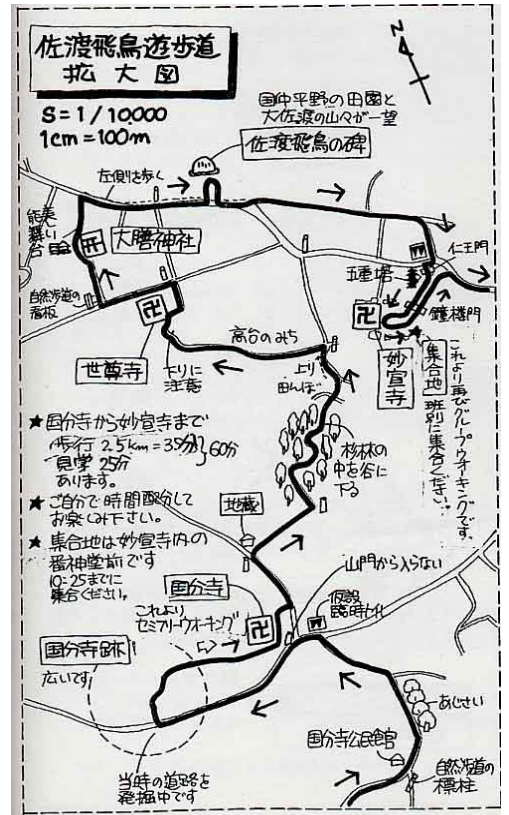 佐渡飛鳥遊歩道
拡大図
S=1/10,000
1cm=100m
N
国中平野の田園と
大佐渡の山々が一望
佐渡飛鳥の碑
左側を歩く
能楽
舞い
台
大膳神社
仁王門
五重塔
自然歩道の
看板
卍
卍
鐘楼門
高台のみち
世尊寺
下りに
注意
上り
田んぼ
妙宣寺
集合地
これより再びグループウオーキングです。
班別に集合ください。
★国分寺から妙宣寺まで
歩行 2.5km=35分
見学 25分
}60分
あります。
★ご自分で時間配分して
お楽しみ下さい。
★集合地は妙宣寺内の
番神堂前です
10:25までに
集合ください。
杉林の
中を谷に
下る
地蔵
山門から入らない
国分寺
これより
セミフリーウオーキング
卍
仮設
臨時トイレ
国分寺跡
広いです
あじさい
国分寺公民館
自然歩道の
標柱
当時の道路を
発掘中です